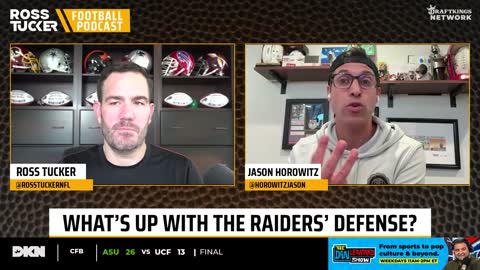 ROSS
TUCKER
FOOTBALL
PODCAST
DRAFTKINGS
NETWORK
ROSS TUCKER
@ROSSTUCKERNFL
JASON HOROWITZ
@HOROWITZJASON
WHAT'S UP WITH THE RAIDERS' DEFENSE?
DKN
CFB
ASU 26 VS UCF 13 | FINAL
THE
DAN
LEBATARD
SHOW
From sports to pop
culture & beyond.
WEEKDAYS 11AM-2PM ET